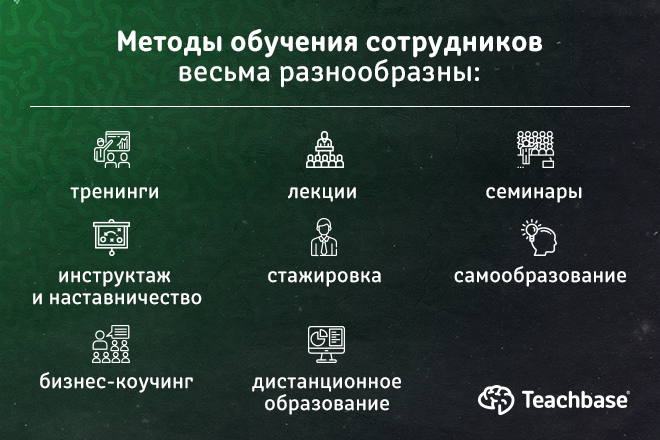 Методы обучения сотрудников
весьма разнообразны:
тренинги
лекции
семинары
инструктаж
и наставничество
стажировка
самообразование
бизнес-коучинг
дистанционное
образование
Teachbase®